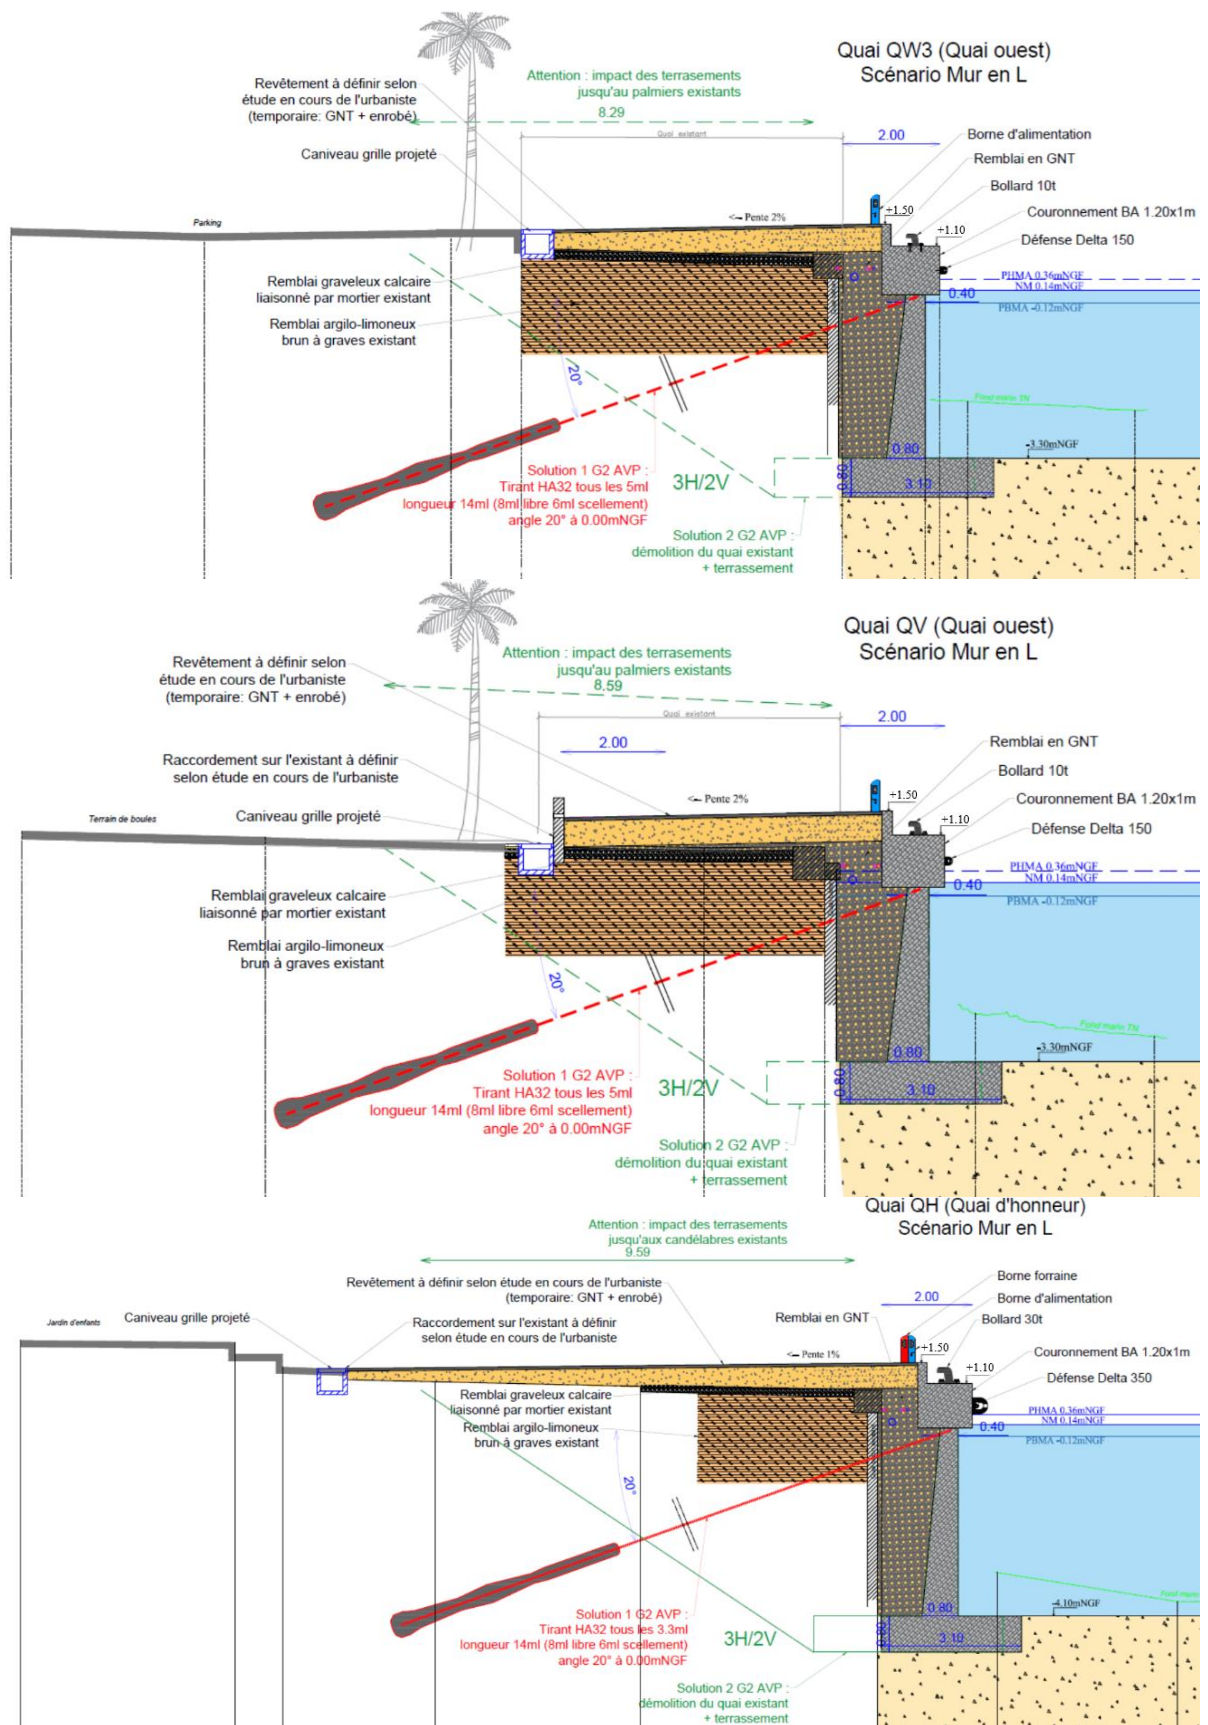 Quai QW3 (Quai ouest)
Scénario Mur en L
Attention : impact des terrasements
jusqu'au palmiers existants
8.29
Revêtement à définir selon
étude en cours de l'urbaniste
(temporaire: GNT + enrobé)
Quai existant
2.00
Borne d'alimentation
Caniveau grille projeté
Remblai en GNT
Bollard 10t
Parking
<- Pente 2%
+1.50
Couronnement BA 1.20x1m
+1.10
Défense Delta 150
Remblai graveleux calcaire
liaisonné par mortier existant
PHMA 0.36mNGF
NM 0.14mNGF
0.40
PBMA -0.12mNGF
Remblai argilo-limoneux
brun à graves existant
20°
Fond marin TN
-3.30mNGF
0.80
Solution 1 G2 AVP :
Tirant HA32 tous les 5ml
longueur 14ml (8ml libre 6ml scellement)
angle 20° à 0.00mNGF
3H/2V
0.80
3.10
Solution 2 G2 AVP :
démolition du quai existant
+ terrassement
Quai QV (Quai ouest)
Scénario Mur en L
Attention : impact des terrasements
jusqu'au palmiers existants
8.59
Revêtement à définir selon
étude en cours de l'urbaniste
(temporaire: GNT + enrobé)
Quai existant
2.00
2.00
Remblai en GNT
Raccordement sur l'existant à définir
selon étude en cours de l'urbaniste
Bollard 10t
<- Pente 2%
+1.50
Couronnement BA 1.20x1m
Terrain de boules
Caniveau grille projeté
+1.10
Défense Delta 150
PHMA 0.36mNGF
NM 0.14mNGF
0.40
PBMA -0.12mNGF
Remblai graveleux calcaire
liaisonné par mortier existant
Remblai argilo-limoneux
brun à graves existant
20°
Fond marin TN
-3.30mNGF
0.80
Solution 1 G2 AVP :
Tirant HA32 tous les 5ml
longueur 14ml (8ml libre 6ml scellement)
angle 20° à 0.00mNGF
3H/2V
0.80
3.10
Solution 2 G2 AVP :
démolition du quai existant
+ terrassement
Quai QH (Quai d'honneur)
Scénario Mur en L
Attention : impact des terrasements
jusqu'aux candélabres existants
9.59
Revêtement à définir selon étude en cours de l'urbaniste
(temporaire: GNT + enrobé)
Borne forraine
2.00
Borne d'alimentation
Jardin d'enfants
Caniveau grille projeté
Raccordement sur l'existant à définir
selon étude en cours de l'urbaniste
Remblai en GNT
Bollard 30t
<- Pente 1%
+1.50
Couronnement BA 1.20x1m
+1.10
Défense Delta 350
Remblai graveleux calcaire
liaisonné par mortier existant
PHMA 0.36mNGF
NM 0.14mNGF
0.40
PBMA -0.12mNGF
Remblai argilo-limoneux
brun à graves existant
20°
Fond marin
-4.10mNGF
0.80
Solution 1 G2 AVP :
Tirant HA32 tous les 3.3ml
longueur 14ml (8ml libre 6ml scellement)
angle 20° à 0.00mNGF
3H/2V
0.80
3.10
Solution 2 G2 AVP :
démolition du quai existant
+ terrassement